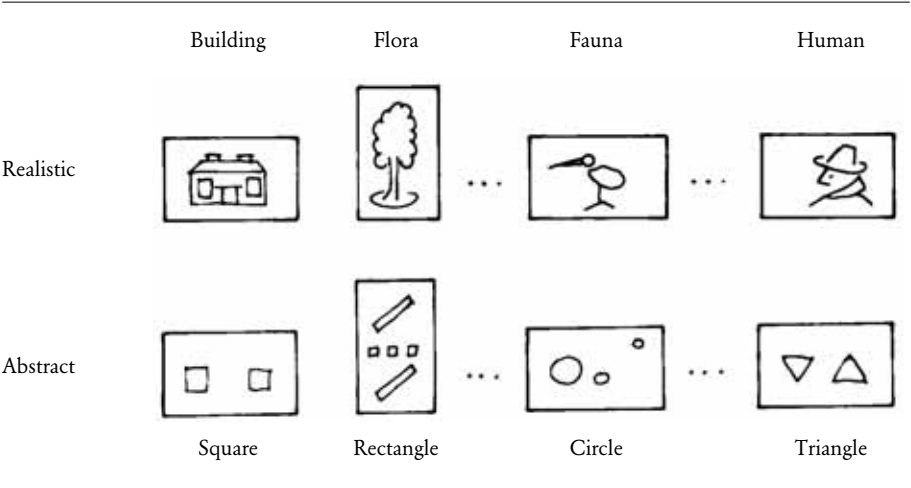 Building Flora Fauna Human
Realistic
... ...
Abstract
... ...
Square Rectangle Circle Triangle